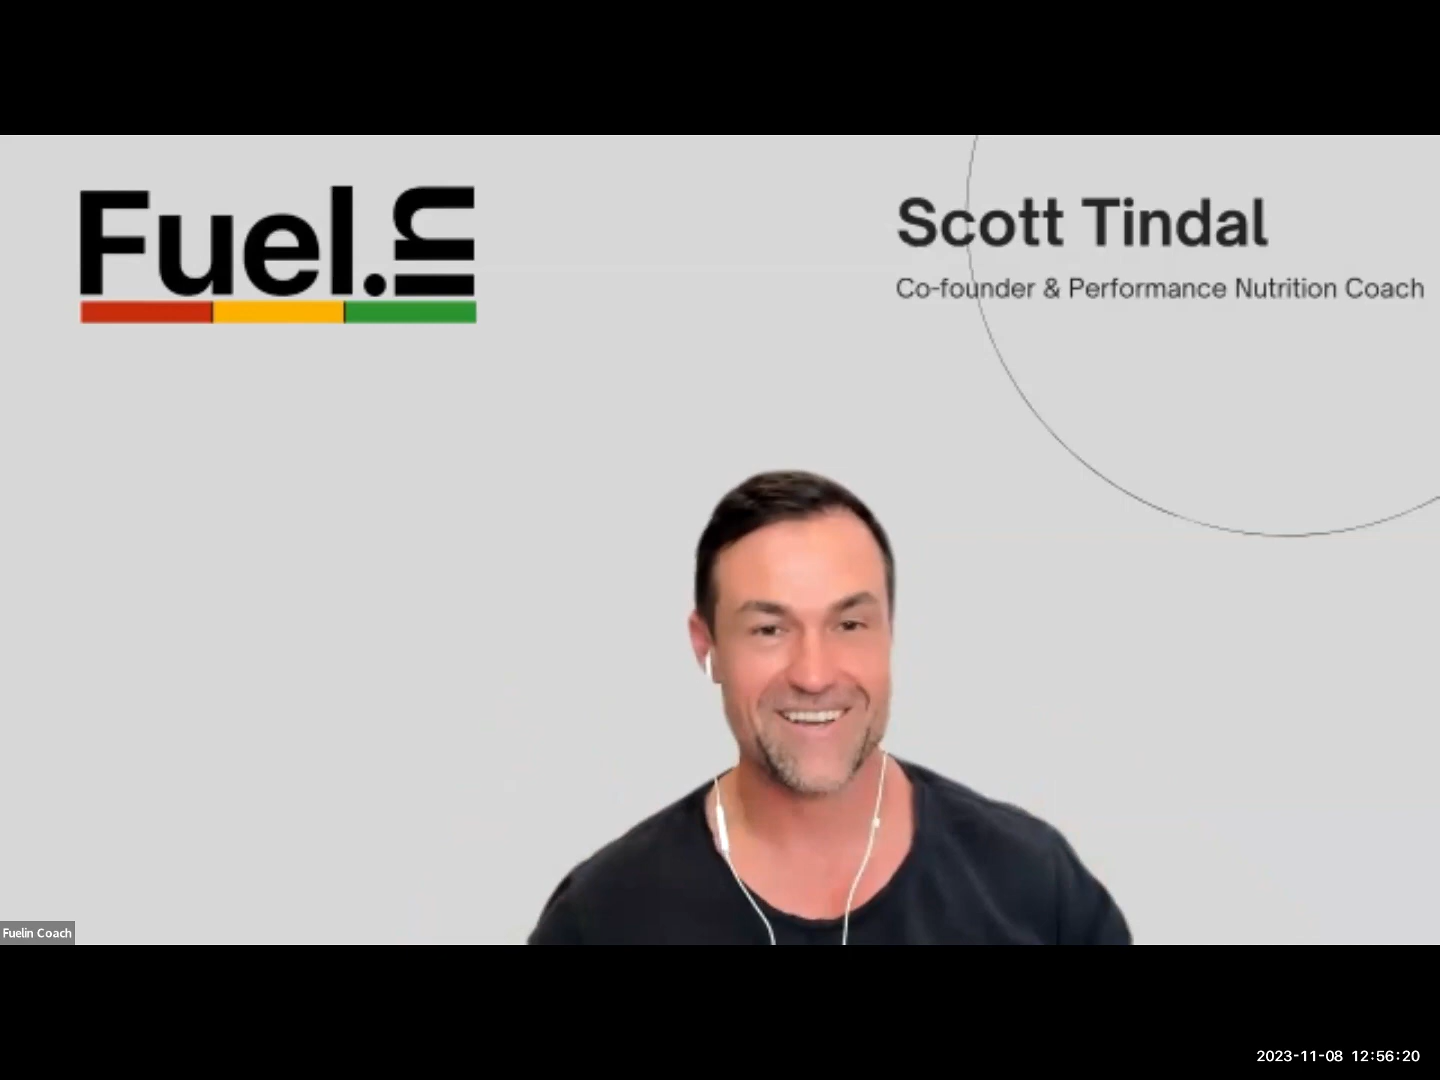 Fuel.in
Scott Tindal
Co-founder & Performance Nutrition Coach
Fuelin Coach
2023-11-08 12:56:20